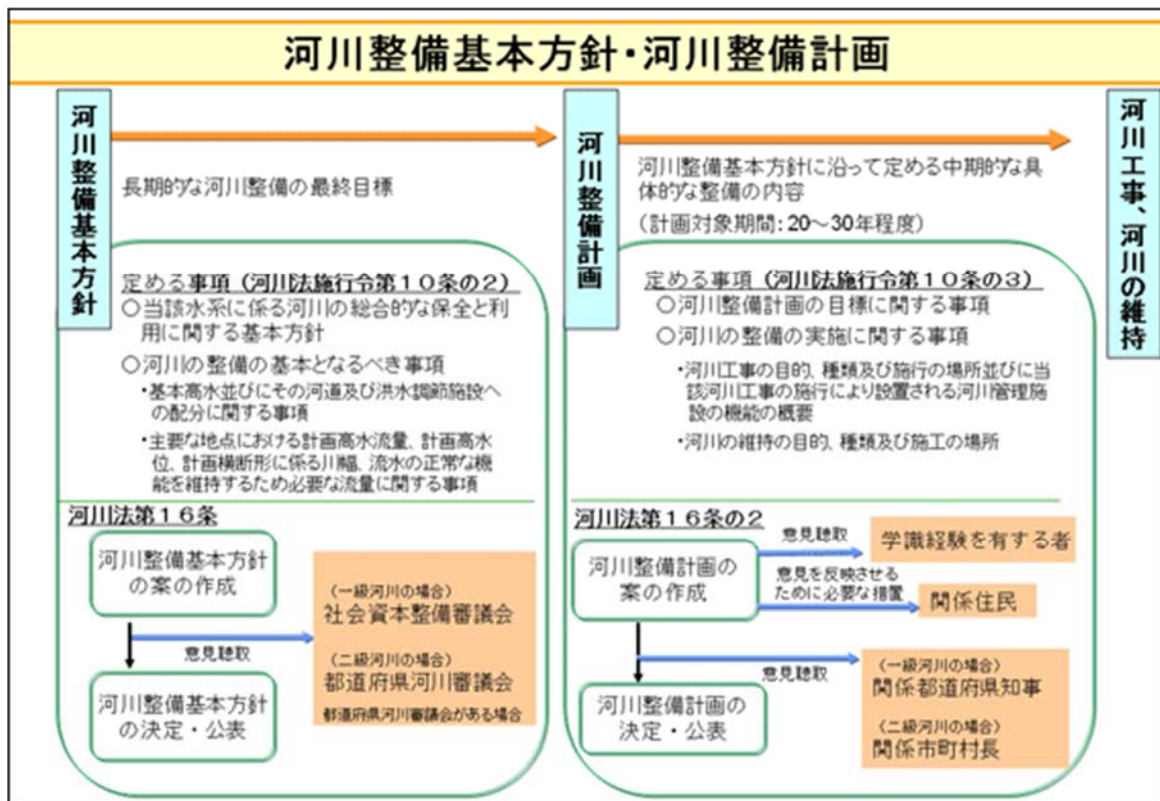 河川整備基本方針・河川整備計画
河川整備基本方針
長期的な河川整備の最終目標
定める事項（河川法施行令第１０条の２）
○当該水系に係る河川の総合的な保全と利
用に関する基本方針
○河川の整備の基本となるべき事項
・基本高水並びにその河道及び洪水調節施設へ
の配分に関する事項
・主要な地点における計画高水流量、計画高水
位、計画横断形に係る川幅、流水の正常な機
能を維持するため必要な流量に関する事項
河川法第１６条
河川整備基本方針
の案の作成
意見聴取
（一級河川の場合）
社会資本整備審議会
（二級河川の場合）
都道府県河川審議会
都道府県河川審議会がある場合
河川整備基本方針
の決定・公表
河川整備計画
河川整備基本方針に沿って定める中期的な具
体的な整備の内容
（計画対象期間：20～30年程度）
定める事項（河川法施行令第１０条の３）
○河川整備計画の目標に関する事項
○河川の整備の実施に関する事項
・河川工事の目的、種類及び施行の場所並びに当
該河川工事の施行により設置される河川管理施
設の機能の概要
・河川の維持の目的、種類及び施工の場所
河川法第１６条の２
河川整備計画の
案の作成
意見聴取
学識経験を有する者
意見を反映させる
ために必要な措置
関係住民
意見聴取
（一級河川の場合）
関係都道府県知事
（二級河川の場合）
関係市町村長
河川整備計画の
決定・公表
河川工事、河川の維持